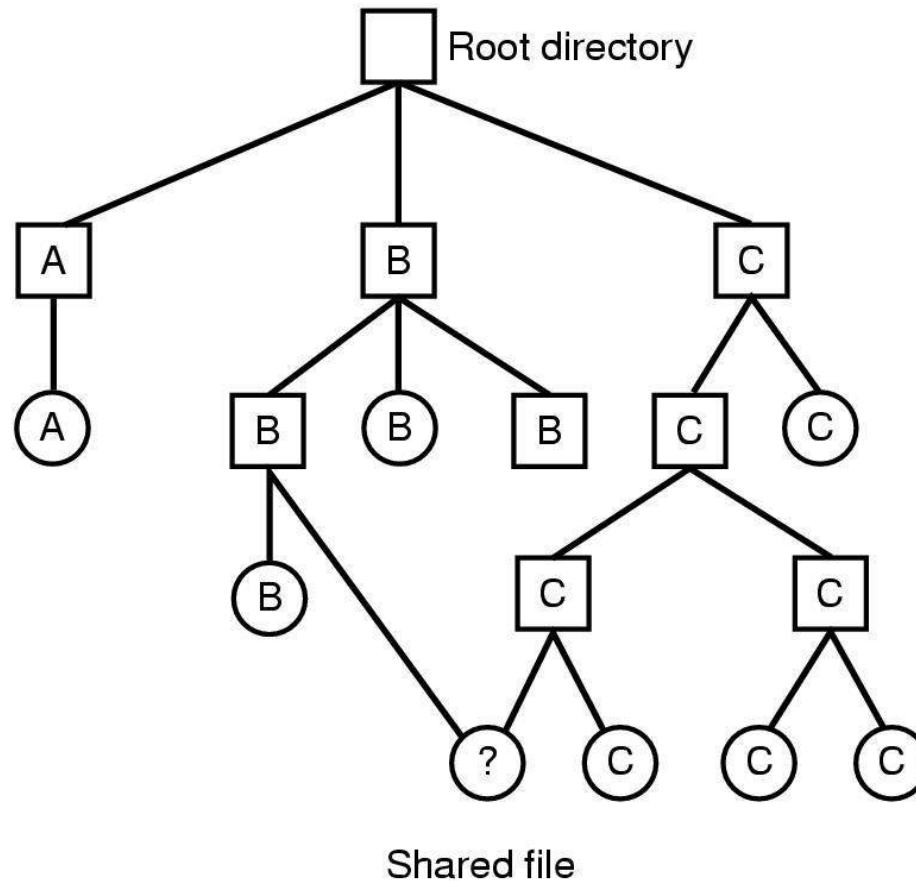 Root directory
A B C
A B B B C C
B C C
? C C C
Shared file